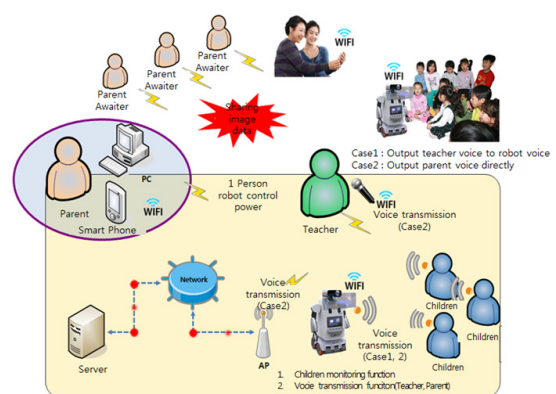 Parent
Awaiter
Parent
Awaiter
Parent
Awaiter
WIFI
WIFI
Sharing
image
data
Case1 : Output teacher voice to robot voice
Case2 : Output parent voice directly
PC
Parent
Smart Phone
WIFI
1 Person
robot control
power
Teacher
WIFI
Voice transmission
(Case2)
Network
Voice
transmission
(Case2)
WIFI
Children
Children
Children
Server
AP
Voice
transmission
(Case1, 2)
1. Children monitoring function
2. Vocie transmission funciton(Teacher, Parent)